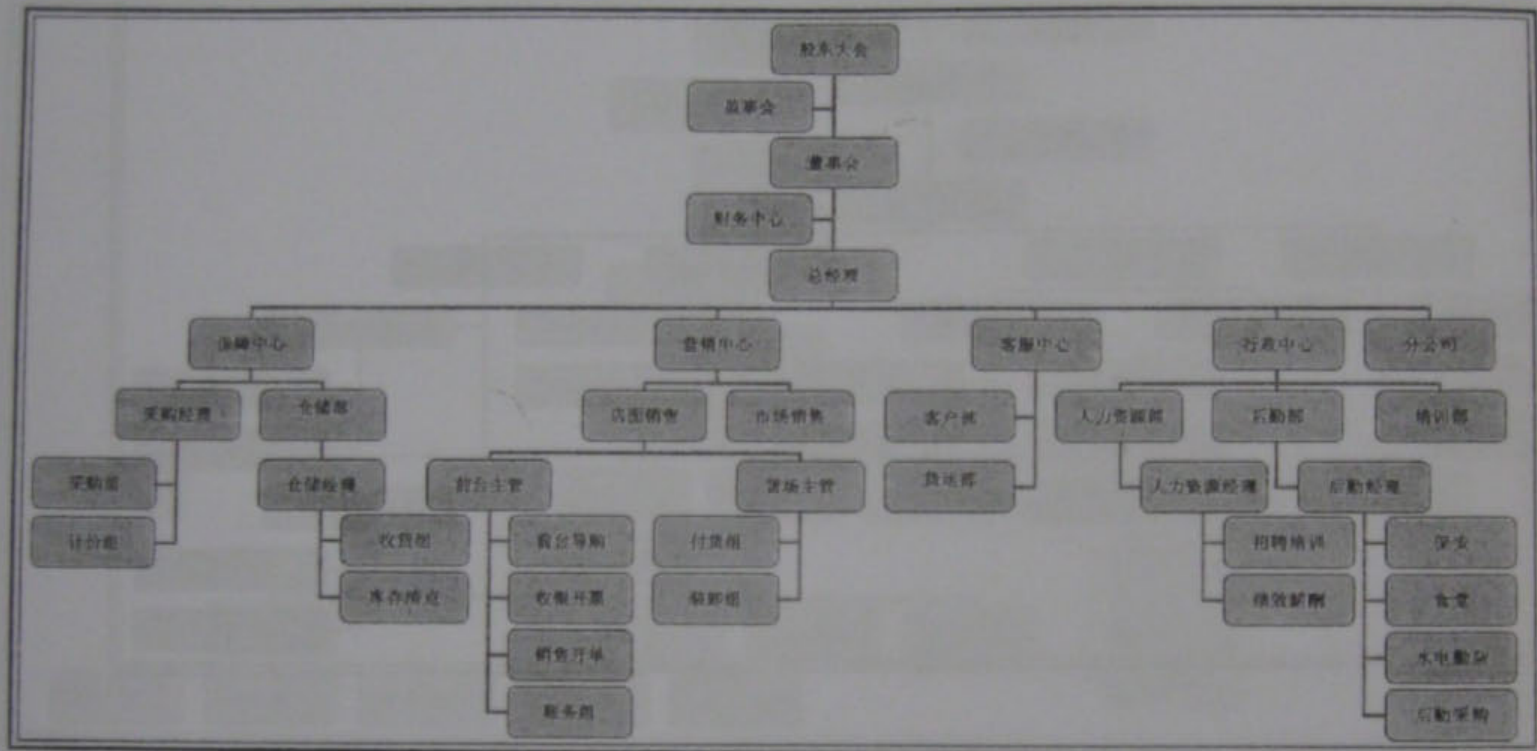 股东大会
监事会
董事会
财务中心
总经理
保障中心
营销中心
客服中心
行政中心
分公司
采购经理
仓储部
店面销售
市场销售
客户部
人力资源部
后勤部
培训部
采购组
仓储经理
前台主管
货场主管
货运部
人力资源经理
后勤经理
计价组
收货组
前台导购
付货组
招聘培训
保安
库存清点
收银开票
装卸组
绩效薪酬
食堂
销售开单
水电勤杂
账务组
后勤采购